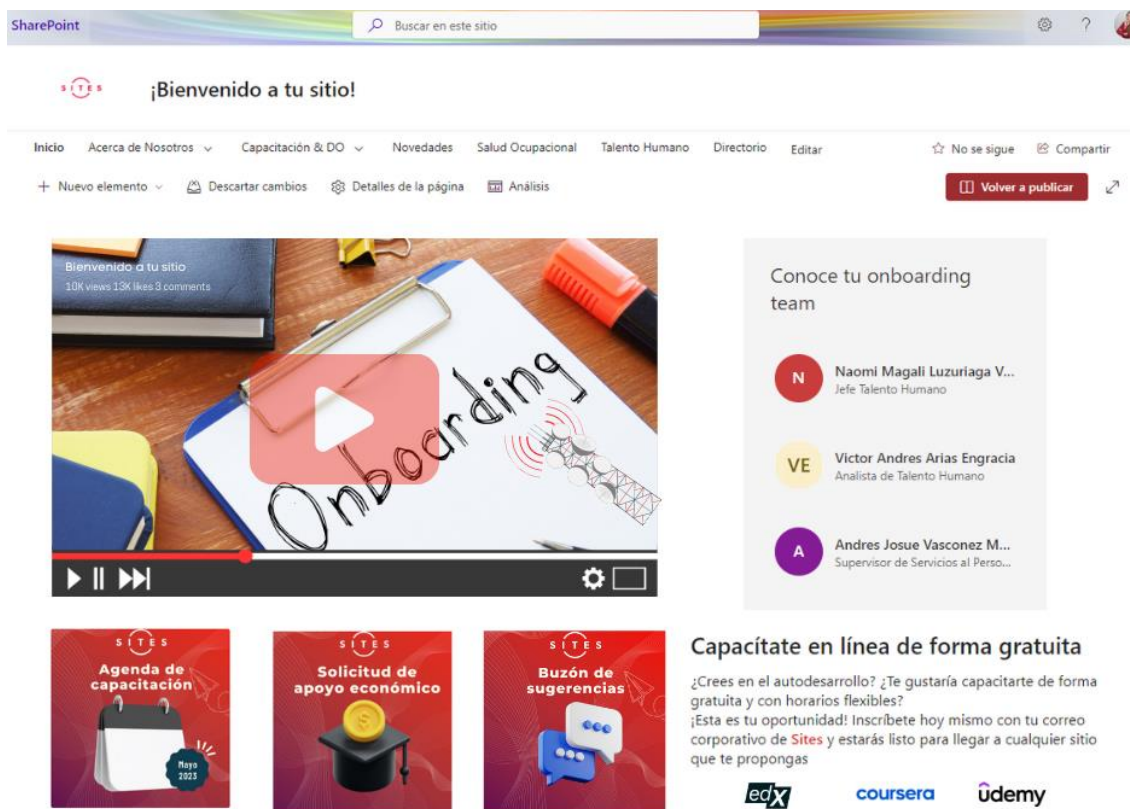 SharePoint
Buscar en este sitio
SITES
¡Bienvenido a tu sitio!
Inicio Acerca de Nosotros Capacitación & DO Novedades Salud Ocupacional Talento Humano Directorio Editar No se sigue Compartir
Nuevo elemento Descartar cambios Detalles de la página Análisis Volver a publicar
Bienvenido a tu sitio
10K views 13K likes 3 comments
Onboarding
Conoce tu onboarding
team
N
Naomi Magali Luzuriaga V...
Jefe Talento Humano
VE
Victor Andres Arias Engracia
Analista de Talento Humano
A
Andres Josue Vasconez M...
Supervisor de Servicios al Perso...
SITES
Agenda de
capacitación
Mayo
2023
SITES
Solicitud de
apoyo económico
$
SITES
Buzón de
sugerencias
Capacítate en línea de forma gratuita
¿Crees en el autodesarrollo? ¿Te gustaría capacitarte de forma
gratuita y con horarios flexibles?
¡Esta es tu oportunidad! Inscríbete hoy mismo con tu correo
corporativo de Sites y estarás listo para llegar a cualquier sitio
que te propongas
edX coursera udemy